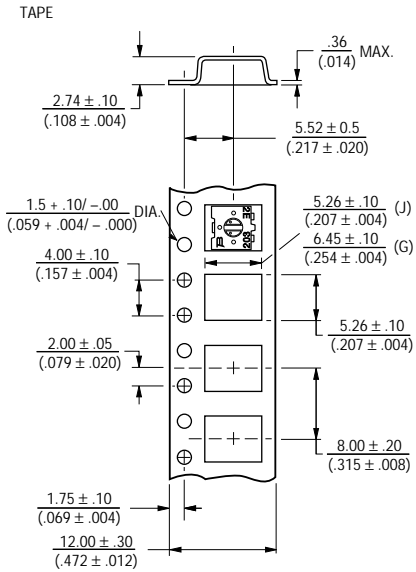 TAPE
.36
(.014)
MAX.
2.74 ± .10
(.108 ± .004)
5.52 ± 0.5
(.217 ± .020)
1.5 + .10/ –.00
(.059 + .004/ – .000)
DIA.
2E
203
5.26 ± .10
(.207 ± .004)
(J)
6.45 ± .10
(.254 ± .004)
(G)
4.00 ± .10
(.157 ± .004)
5.26 ± .10
(.207 ± .004)
2.00 ± .05
(.079 ± .020)
8.00 ± .20
(.315 ± .008)
1.75 ± .10
(.069 ± .004)
12.00 ± .30
(.472 ± .012)